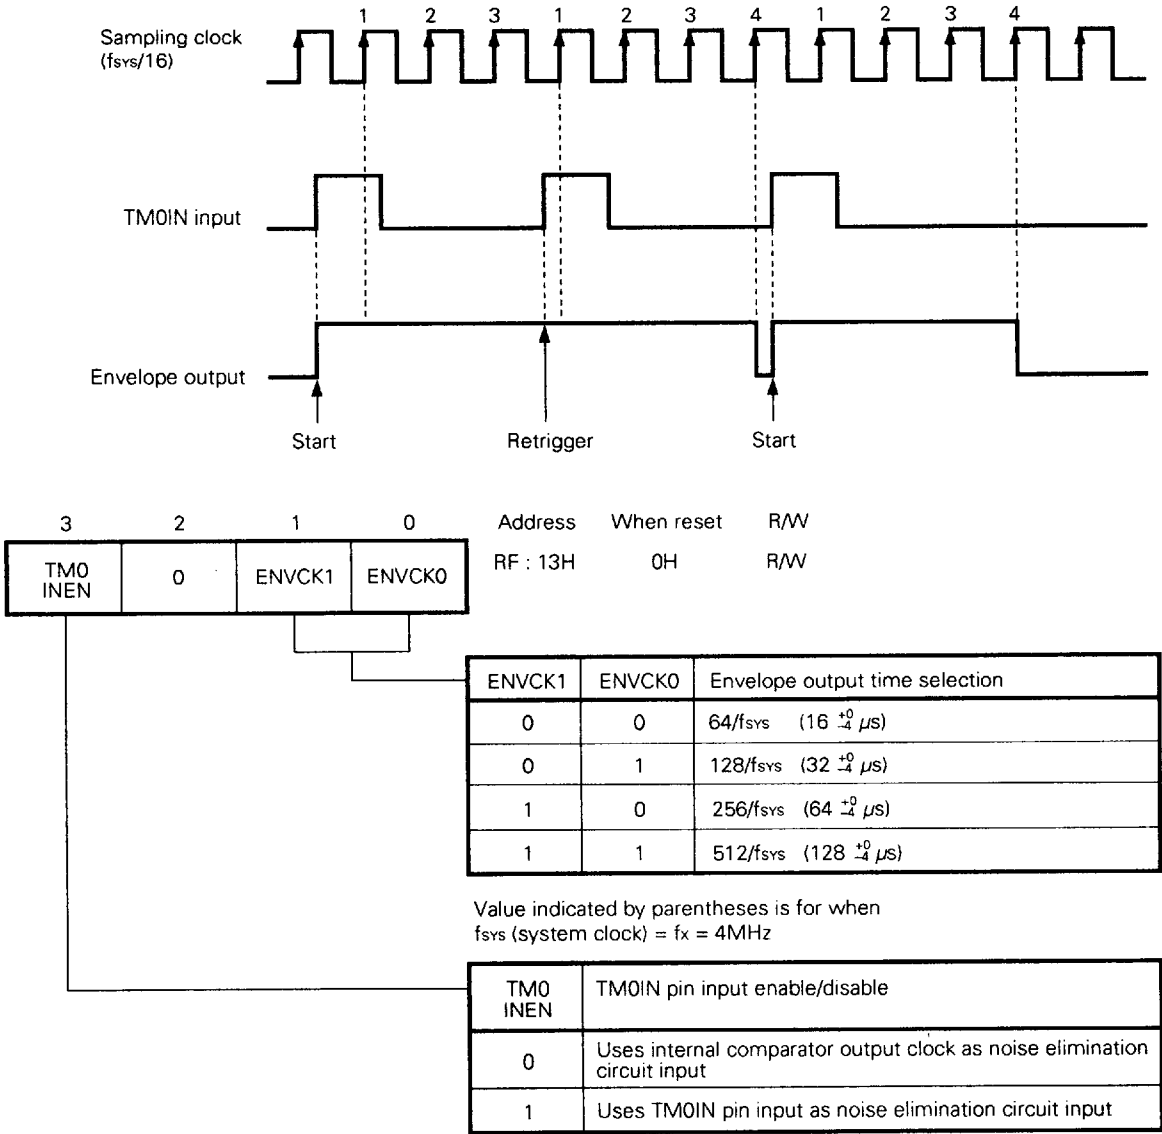 1 2 3 1 2 3 4 1 2 3 4
Sampling clock
(fsys/16)
TM0IN input
Envelope output
Start Retrigger Start
3 2 1 0 Address When reset R/W
TM0 INEN 0 ENVCK1 ENVCK0 RF : 13H 0H R/W
ENVCK1 ENVCK0 Envelope output time selection
0 0 64/fsys (16 +0 −4 μs)
0 1 128/fsys (32 +0 −4 μs)
1 0 256/fsys (64 +0 −4 μs)
1 1 512/fsys (128 +0 −4 μs)
Value indicated by parentheses is for when
fsys (system clock) = fx = 4MHz
TM0 INEN TM0IN pin input enable/disable
0 Uses internal comparator output clock as noise elimination
circuit input
1 Uses TM0IN pin input as noise elimination circuit input